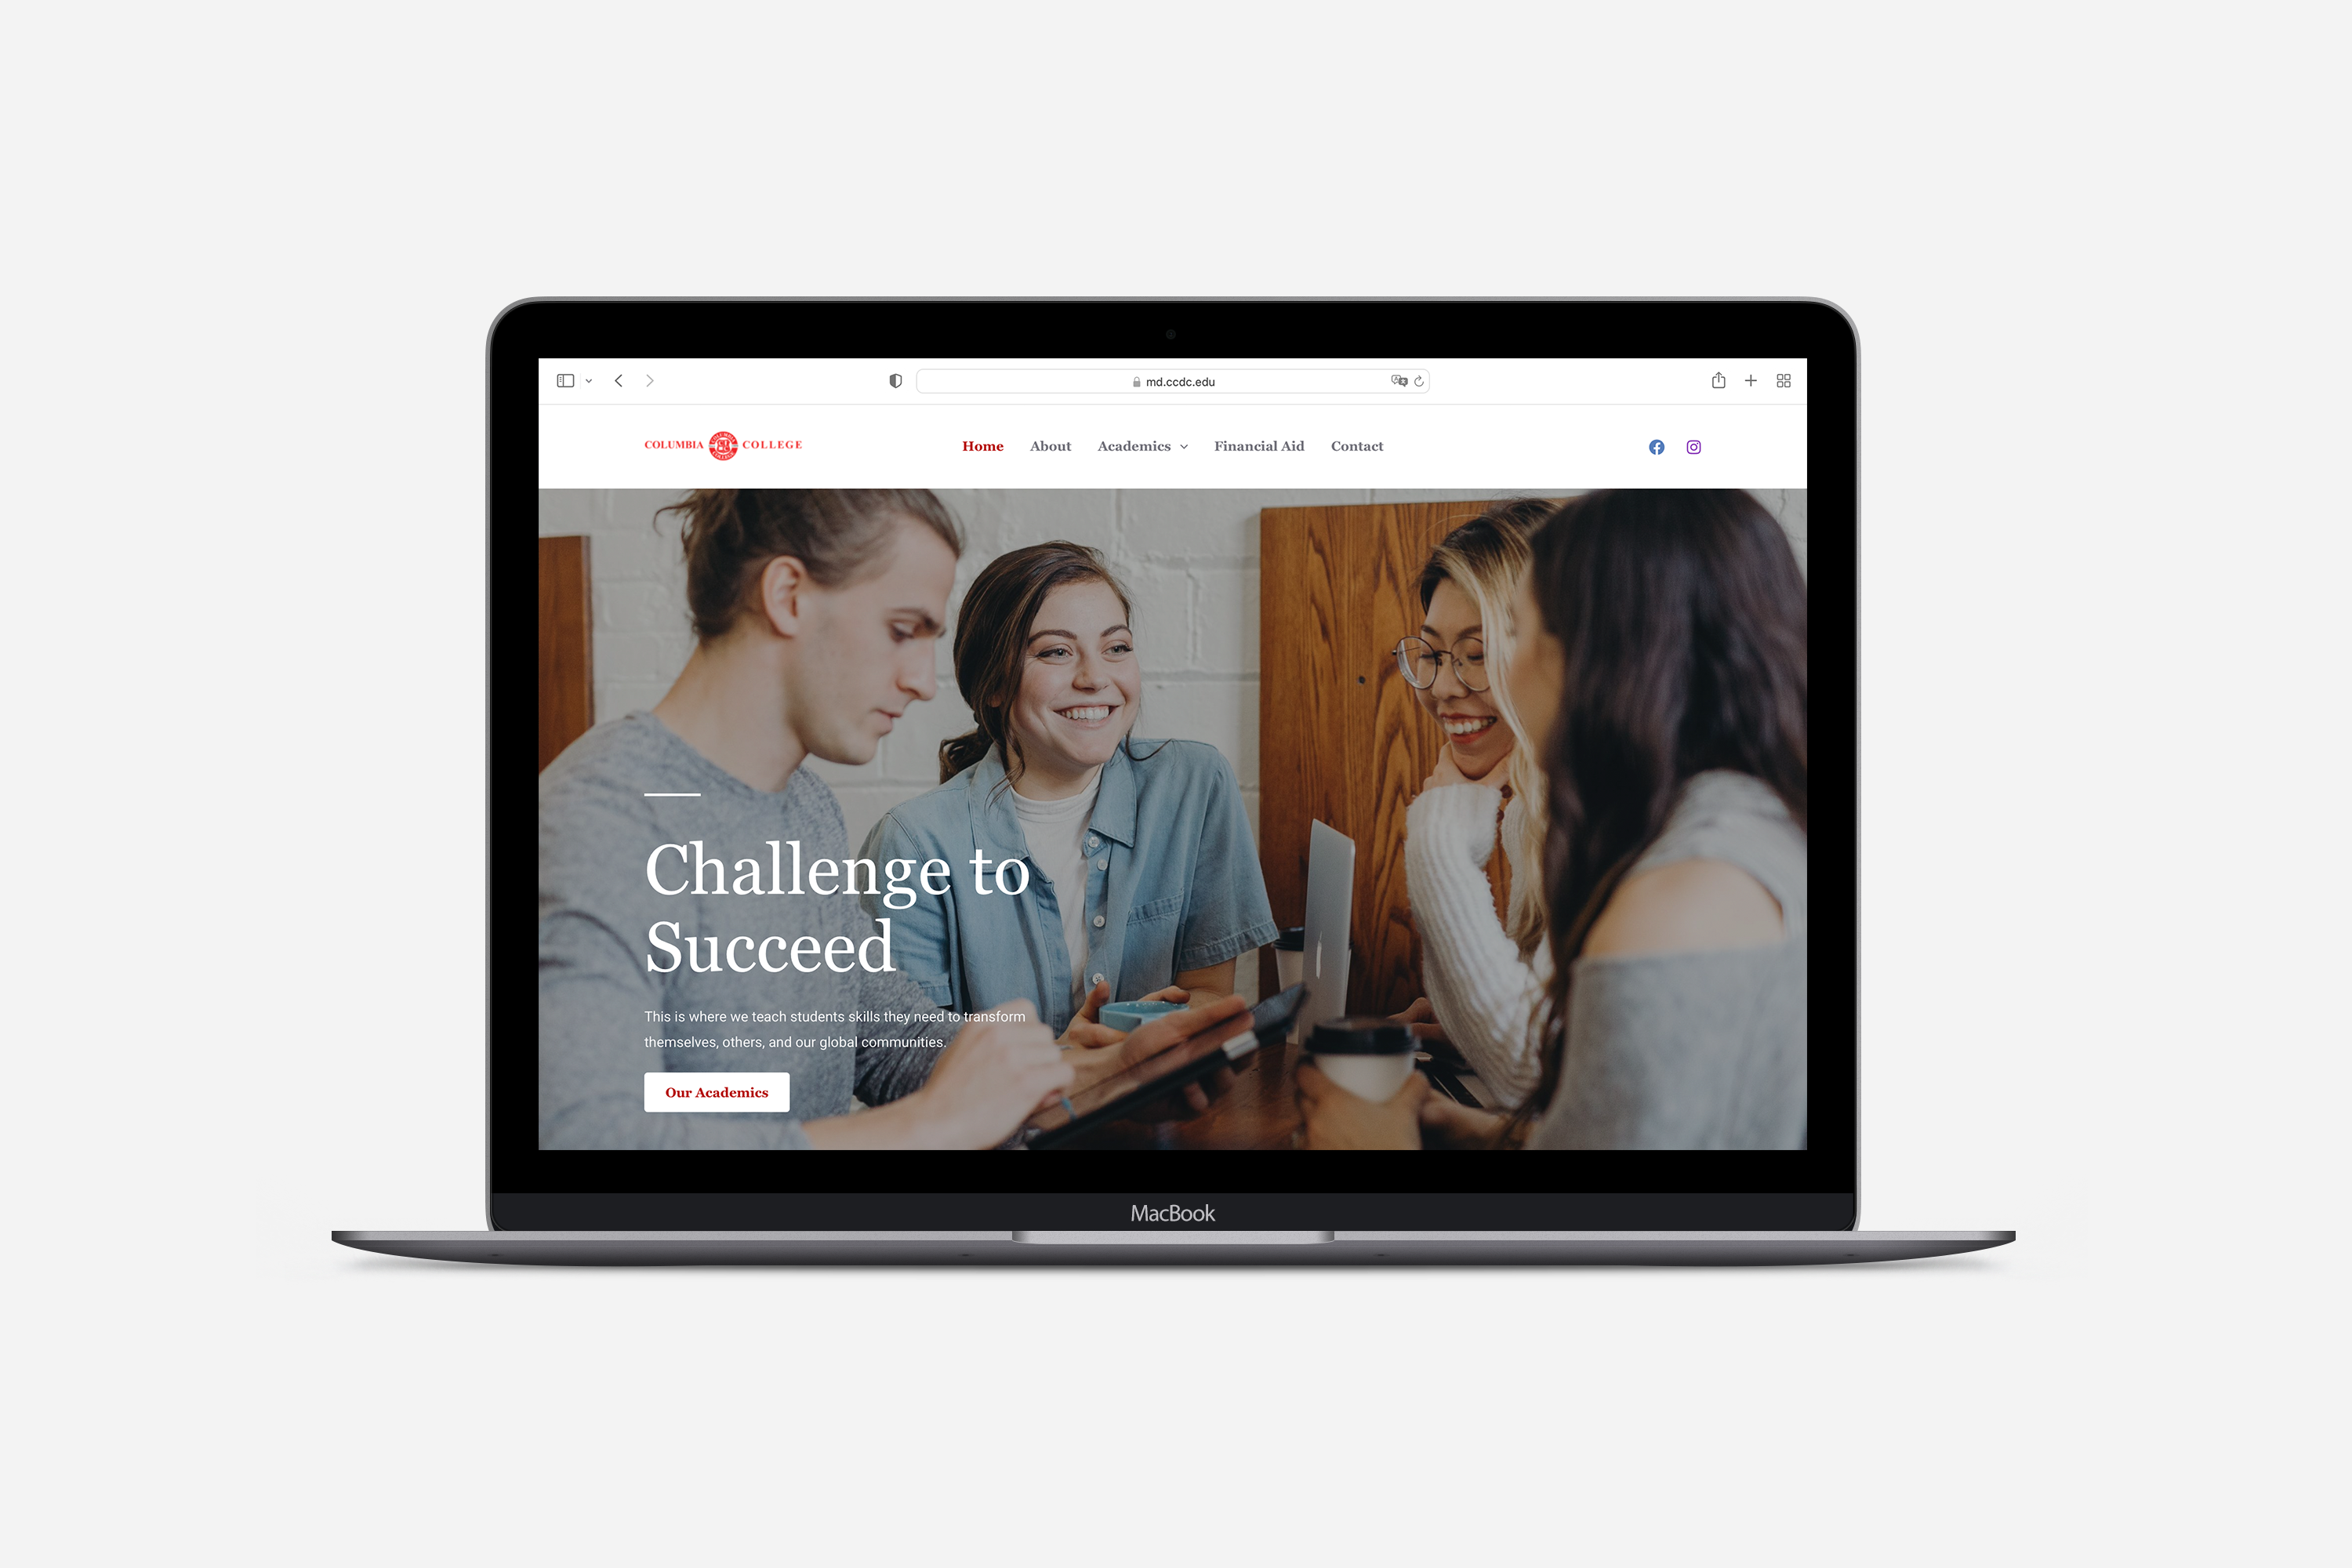 md.ccdc.edu
COLUMBIA COLLEGE
Home About Academics Financial Aid Contact
Challenge to
Succeed
This is where we teach students skills they need to transform
themselves, others, and our global communities.
Our Academics
MacBook